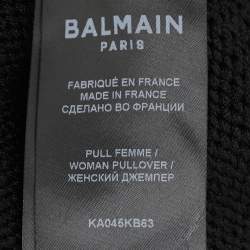 BALMAIN
PARIS
FABRIQUÉ EN FRANCE
MADE IN FRANCE
СДЕЛАНО ВО ФРАНЦИИ
PULL FEMME /
WOMAN PULLOVER /
ЖЕНСКИЙ ДЖЕМПЕР
KA045KB63